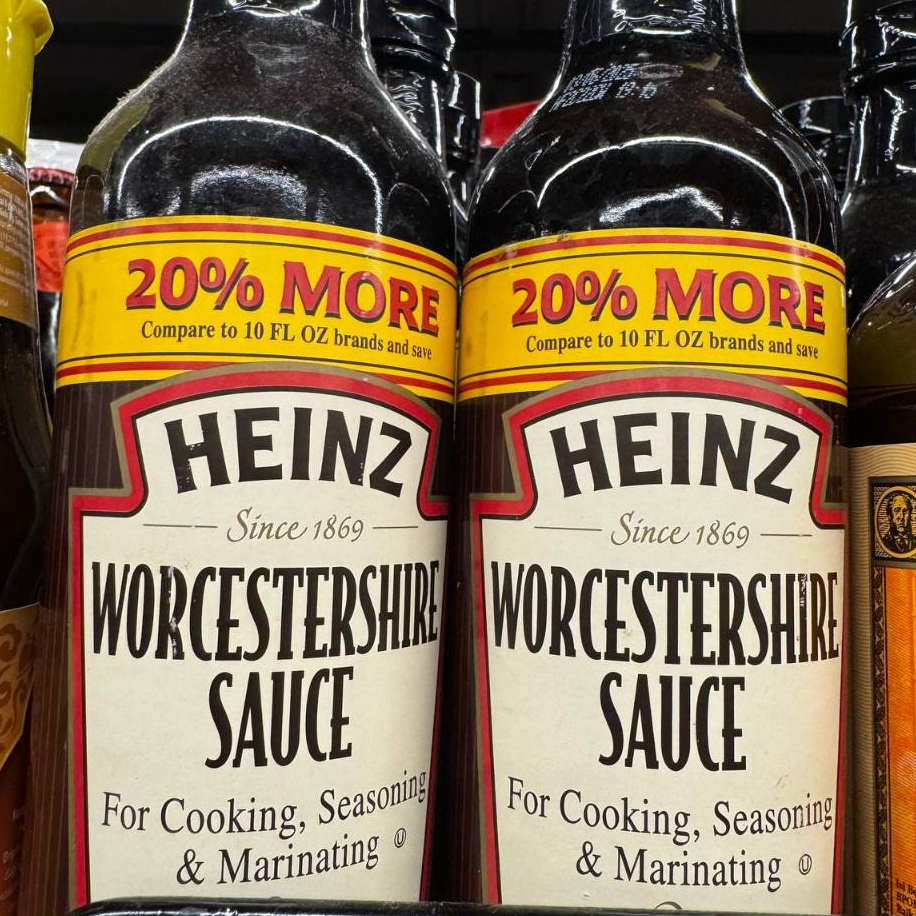 20% MORE
Compare to 10 FL OZ brands and save
HEINZ
Since 1869
WORCESTERSHIRE
SAUCE
For Cooking, Seasoning
& Marinating U
20% MORE
Compare to 10 FL OZ brands and save
HEINZ
Since 1869
WORCESTERSHIRE
SAUCE
For Cooking, Seasoning
& Marinating U